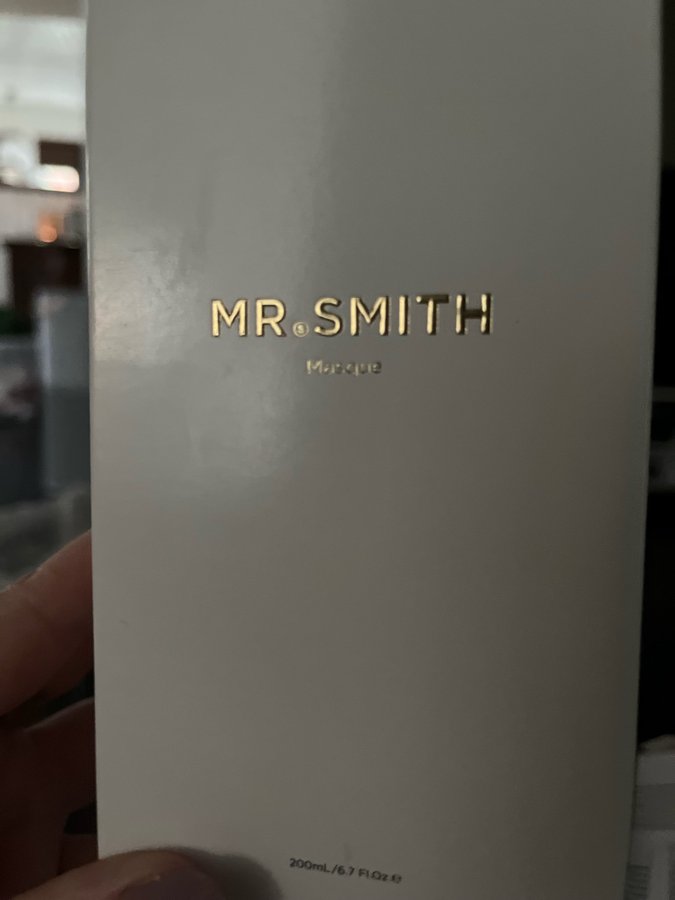 MR.SMITH
Masque
200mL/6.7 Fl.Oz ℮